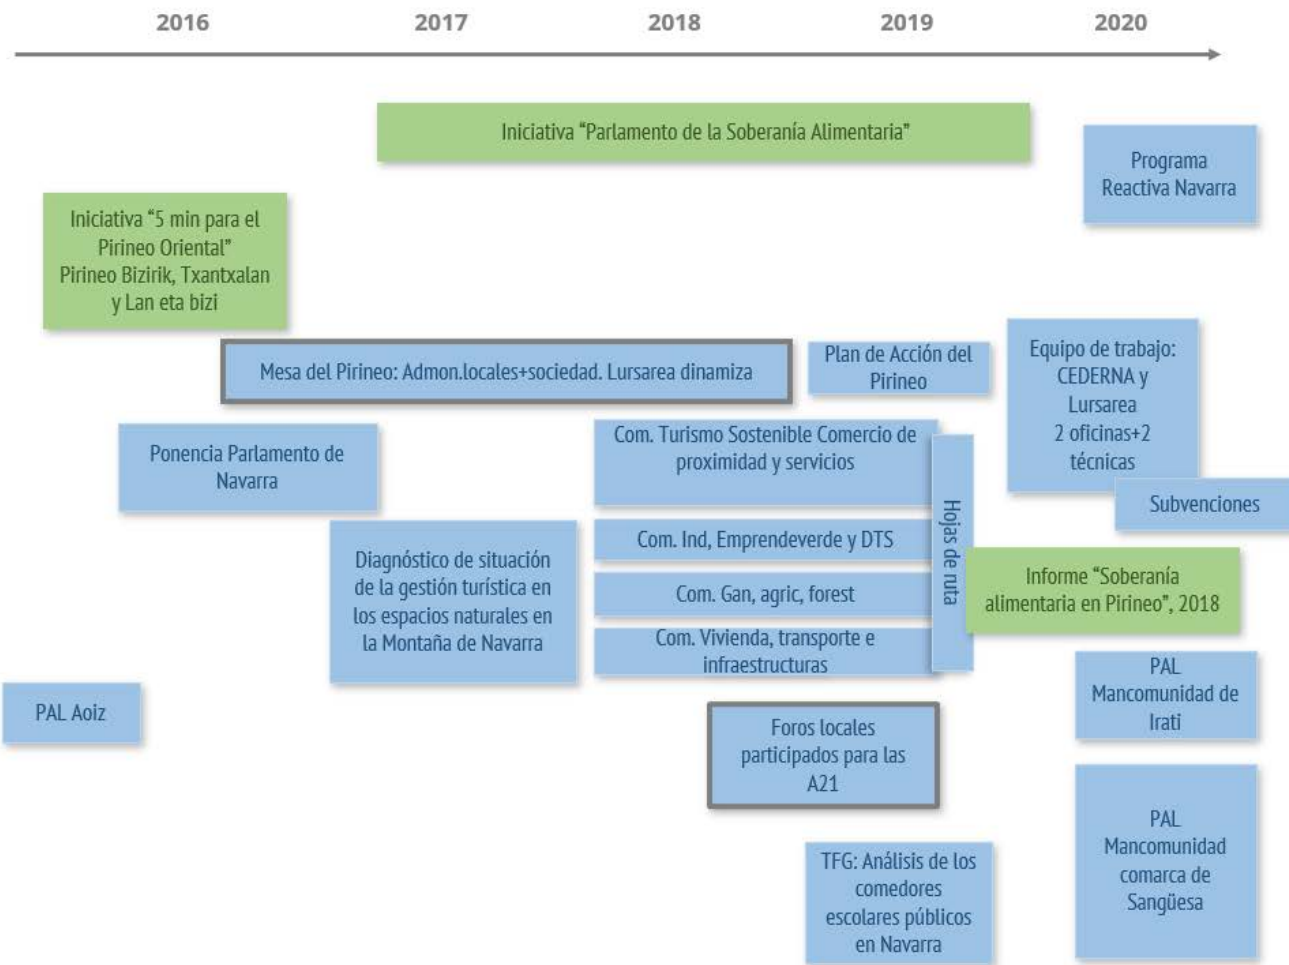 2016 2017 2018 2019 2020
Iniciativa “Parlamento de la Soberanía Alimentaria”
Programa
Reactiva Navarra
Iniciativa “5 min para el
Pirineo Oriental”
Pirineo Bizirik, Txantxalan
y Lan eta bizi
Mesa del Pirineo: Admon.locales+sociedad. Lursarea dinamiza
Plan de Acción del
Pirineo
Equipo de trabajo:
CEDERNA y
Lursarea
2 oficinas+2
técnicas
Ponencia Parlamento de
Navarra
Com. Turismo Sostenible Comercio de
proximidad y servicios
Hojas de ruta
Subvenciones
Diagnóstico de situación
de la gestión turística en
los espacios naturales en
la Montaña de Navarra
Com. Ind, Emprendeverde y DTS
Com. Gan, agric, forest
Com. Vivienda, transporte e
infraestructuras
Informe “Soberanía
alimentaria en Pirineo”, 2018
PAL Aoiz
Foros locales
participados para las
A21
PAL
Mancomunidad de
Irati
TFG: Análisis de los
comedores
escolares públicos
en Navarra
PAL
Mancomunidad
comarca de
Sangüesa